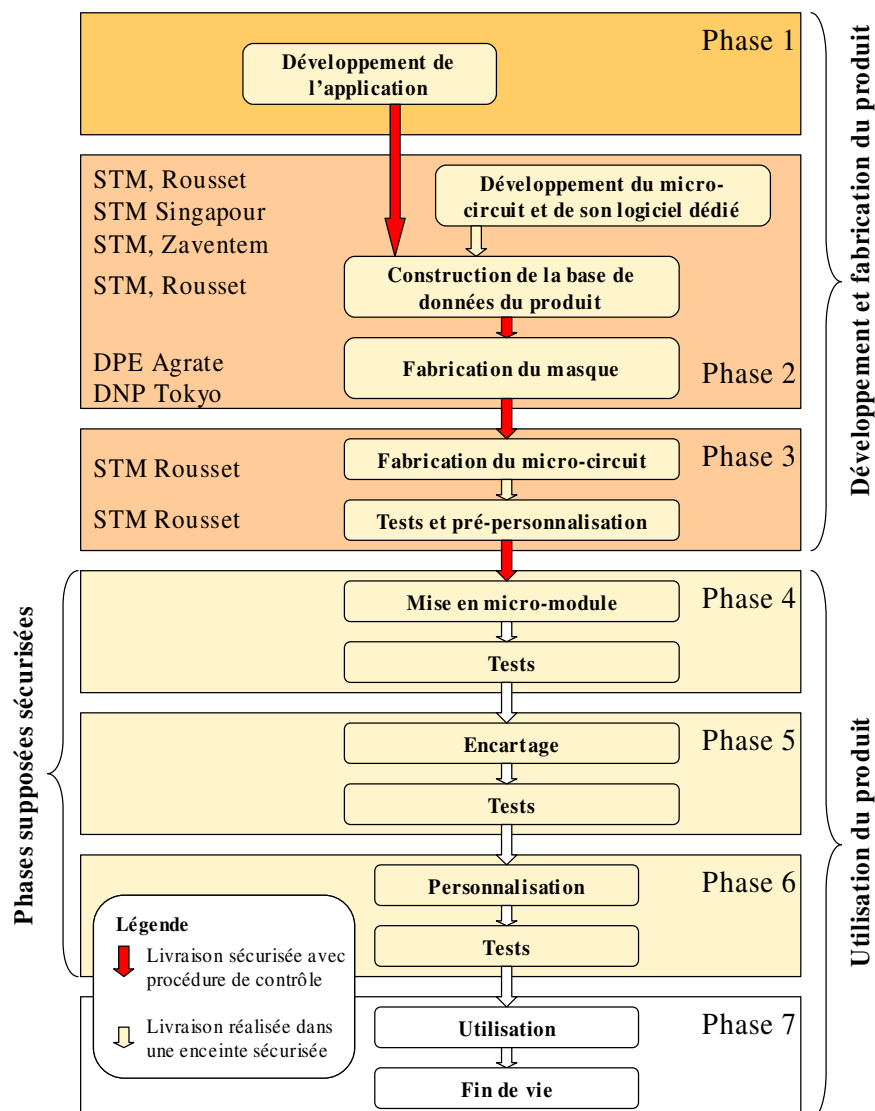 Phase 1
Développement de
l'application
STM, Rousset
STM Singapour
STM, Zaventem
Développement du micro-
circuit et de son logiciel dédié
STM, Rousset
Construction de la base de
données du produit
DPE Agrate
DNP Tokyo
Fabrication du masque
Phase 2
Développement et fabrication du produit
Phase 3
STM Rousset
Fabrication du micro-circuit
STM Rousset
Tests et pré-personnalisation
Phases supposées sécurisées
Phase 4
Mise en micro-module
Tests
Phase 5
Encartage
Tests
Utilisation du produit
Phase 6
Personnalisation
Tests
Légende
Livraison sécurisée avec
procédure de contrôle
Livraison réalisée dans
une enceinte sécurisée
Phase 7
Utilisation
Fin de vie